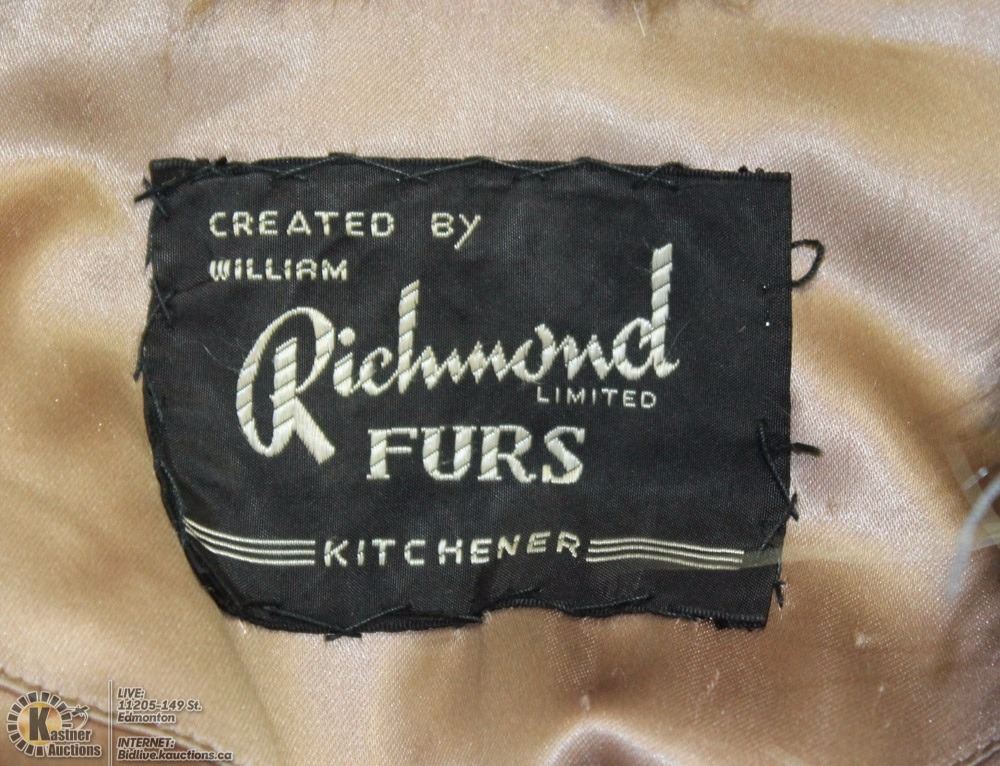 CREATED BY
WILLIAM
Richmond
LIMITED
FURS
KITCHENER
K
Kastner
Auctions
LIVE:
11205-149 St.
Edmonton
INTERNET:
Bidlive.kauctions.ca